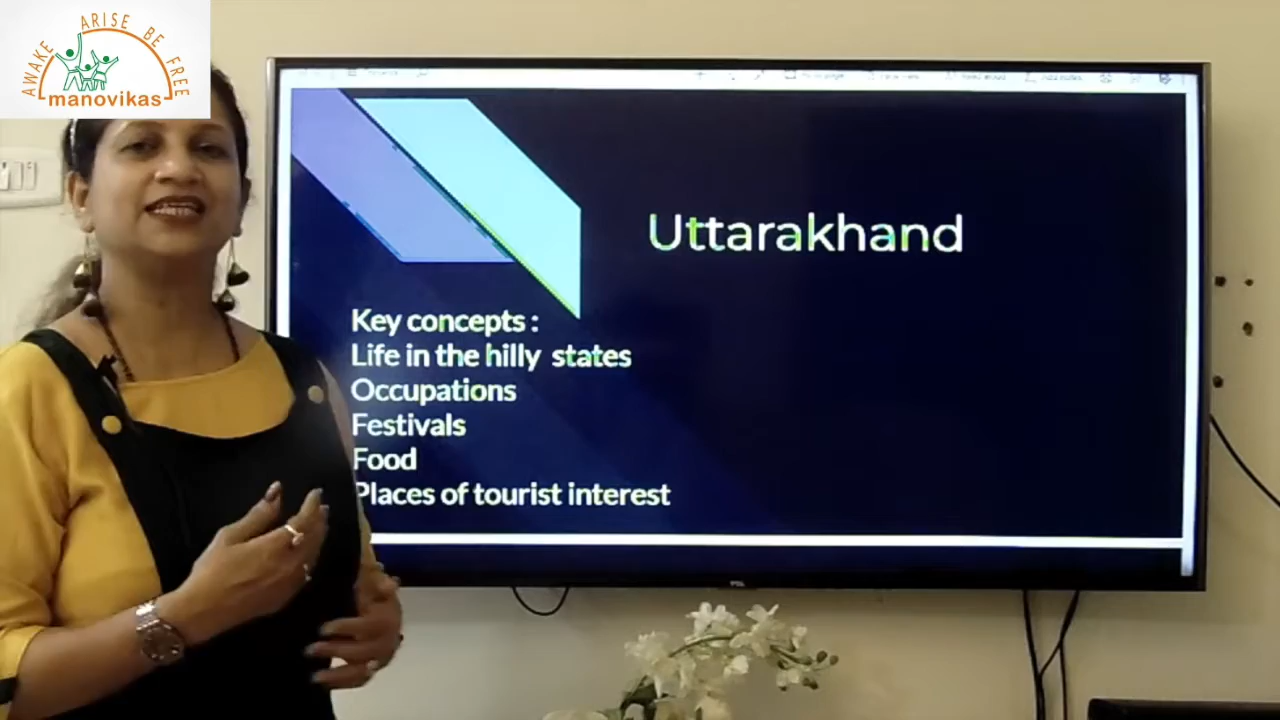 AWAKE ARISE BE FREE
manovikas
Uttarakhand
Key concepts :
Life in the hilly states
Occupations
Festivals
Food
Places of tourist interest
TCL